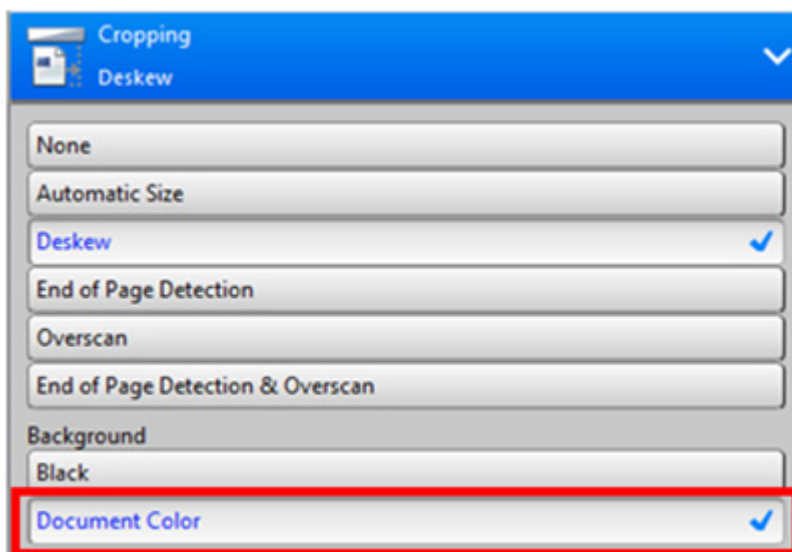 Cropping
Deskew
None
Automatic Size
Deskew
End of Page Detection
Overscan
End of Page Detection & Overscan
Background
Black
Document Color